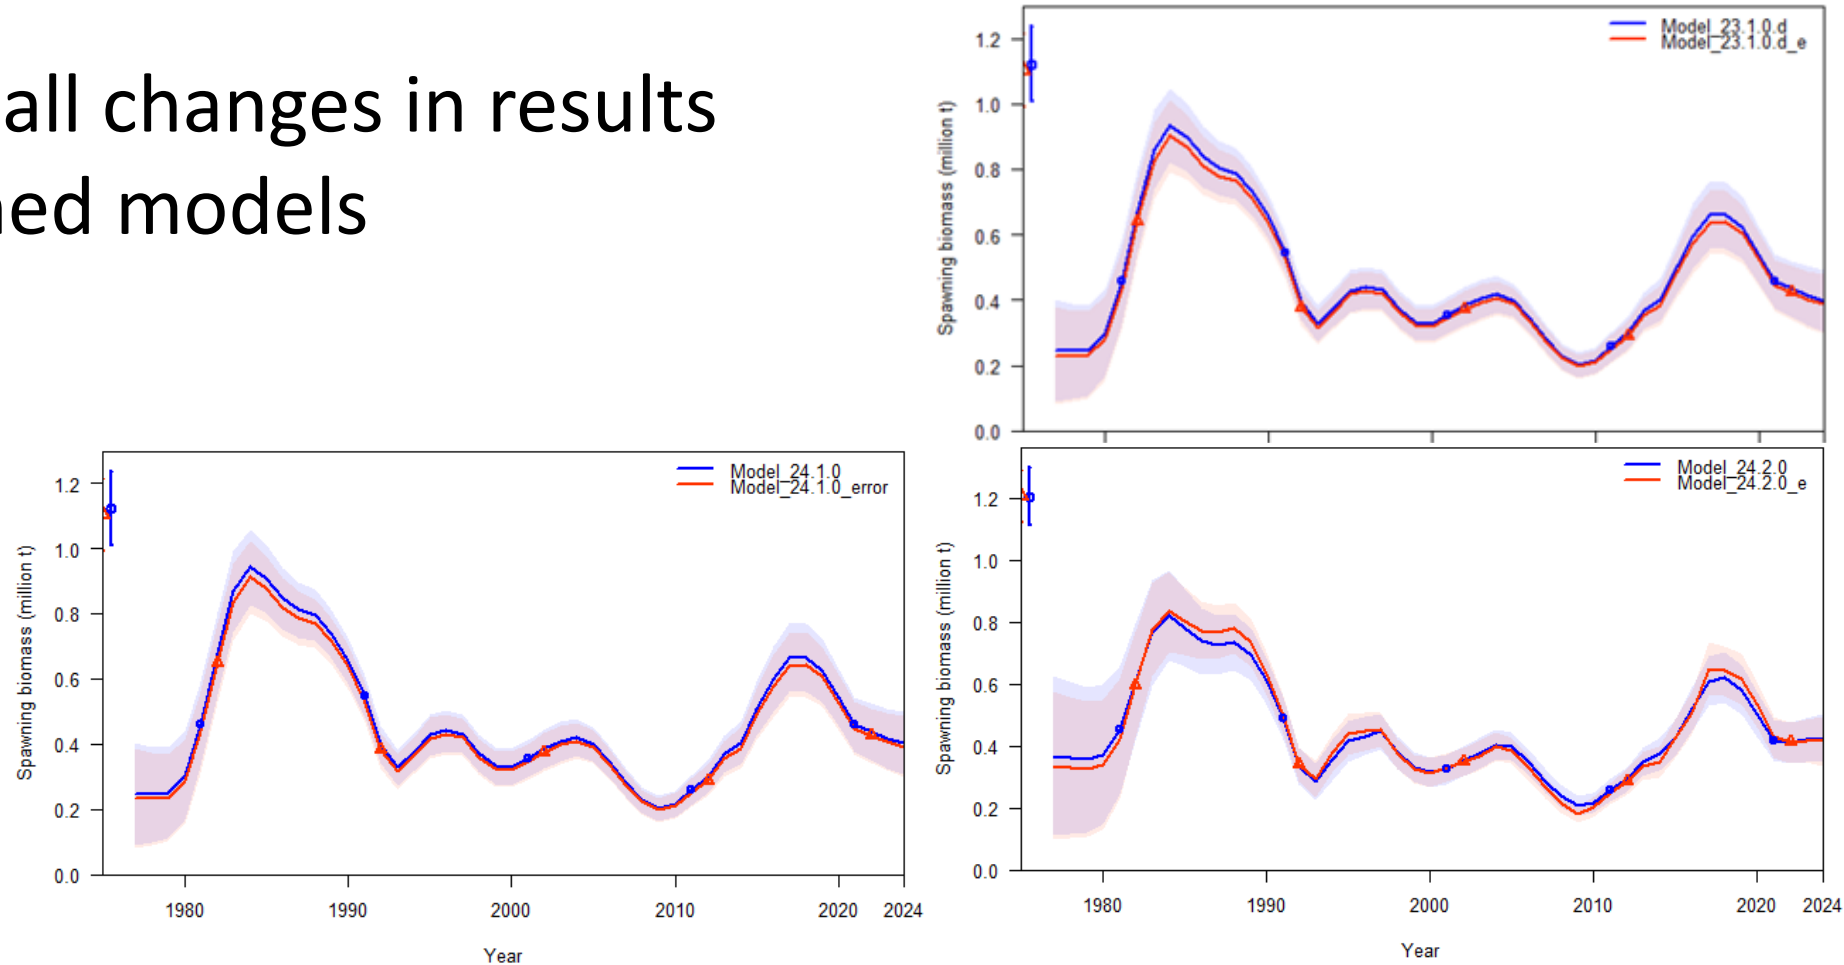 all changes in results
ned models
Model_23.1.0.d
Model_23.1.0.d_e
Spawning biomass (million t)
1.2
1.0
0.8
0.6
0.4
0.2
0.0
Model_24.1.0
Model_24.1.0_error
Spawning biomass (million t)
1.2
1.0
0.8
0.6
0.4
0.2
0.0
1980 1990 2000 2010 2020 2024
Year
Model_24.2.0
Model_24.2.0_e
Spawning biomass (million t)
1.2
1.0
0.8
0.6
0.4
0.2
0.0
1980 1990 2000 2010 2020 2024
Year